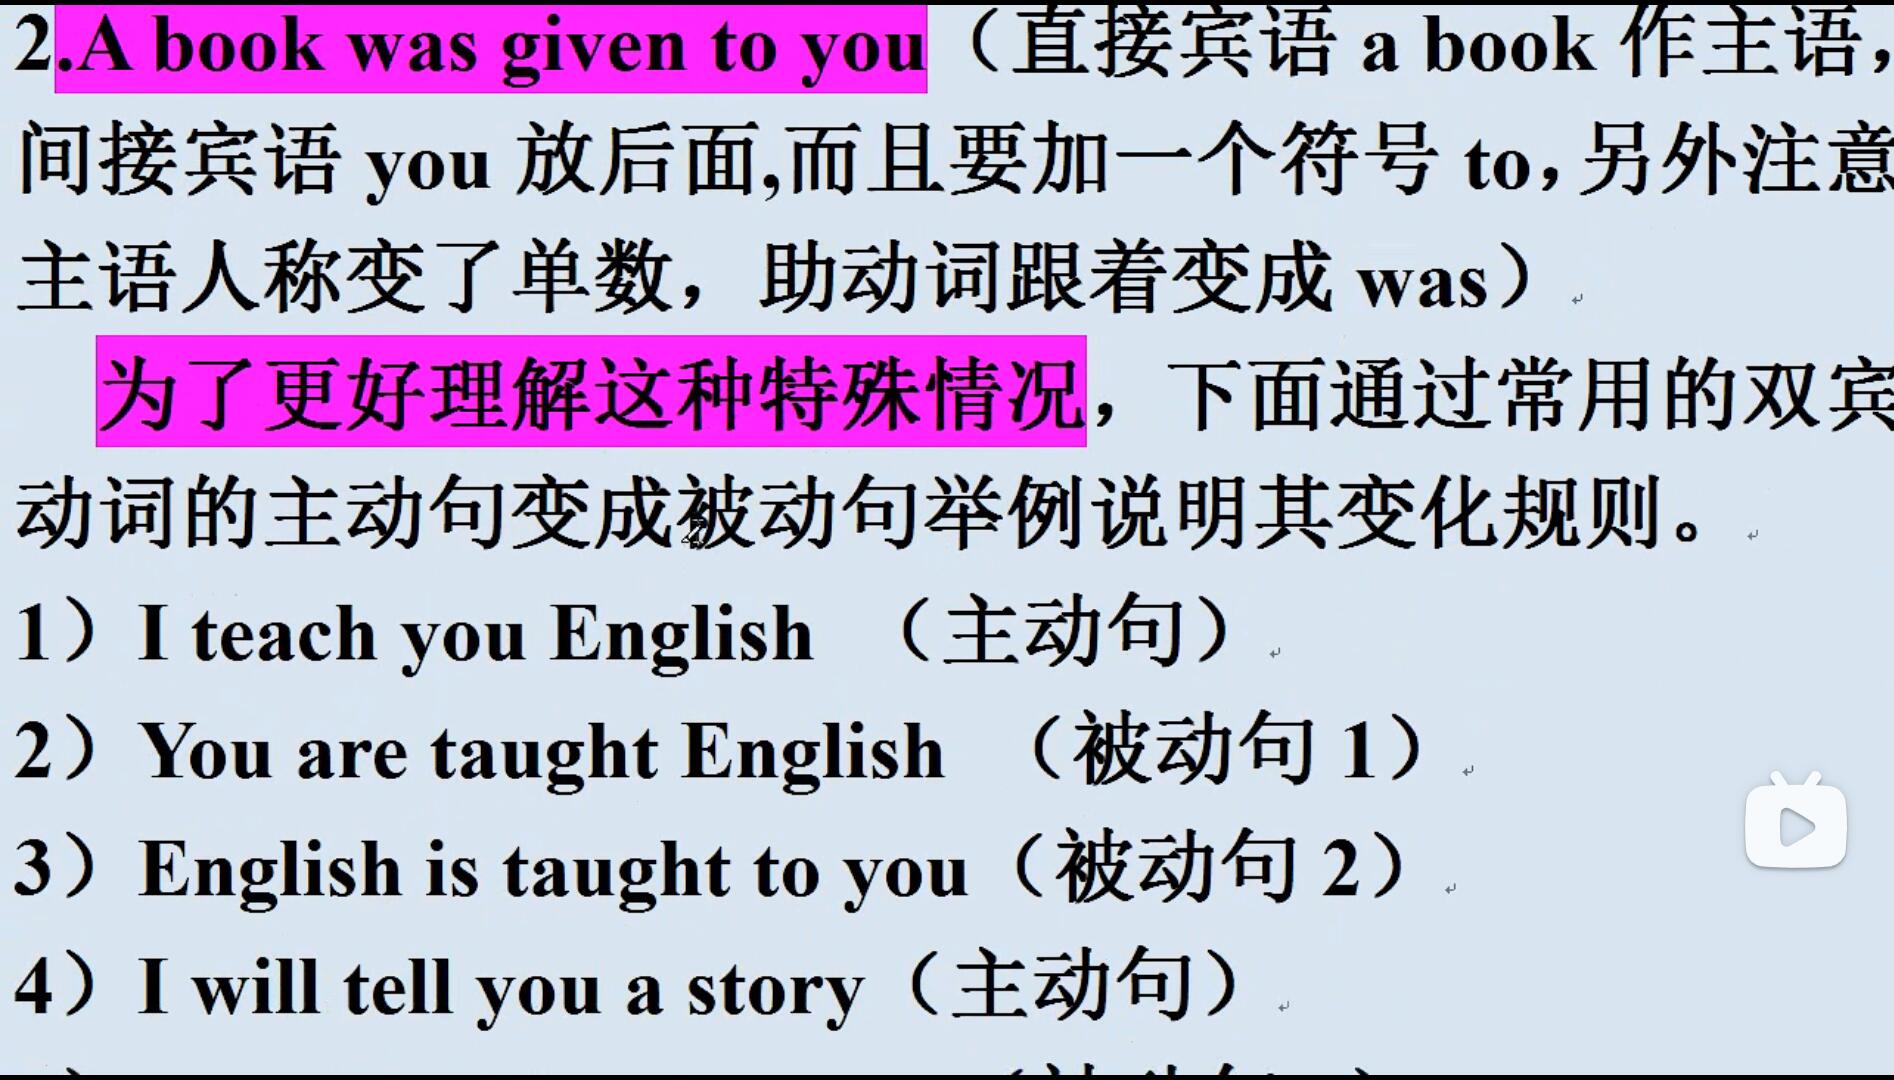 2.A book was given to you（直接宾语 a book 作主语，
间接宾语 you 放后面,而且要加一个符号 to，另外注意
主语人称变了单数，助动词跟着变成 was）
为了更好理解这种特殊情况，下面通过常用的双宾
动词的主动句变成被动句举例说明其变化规则。
1）I teach you English （主动句）
2）You are taught English （被动句 1）
3）English is taught to you（被动句 2）
4）I will tell you a story（主动句）